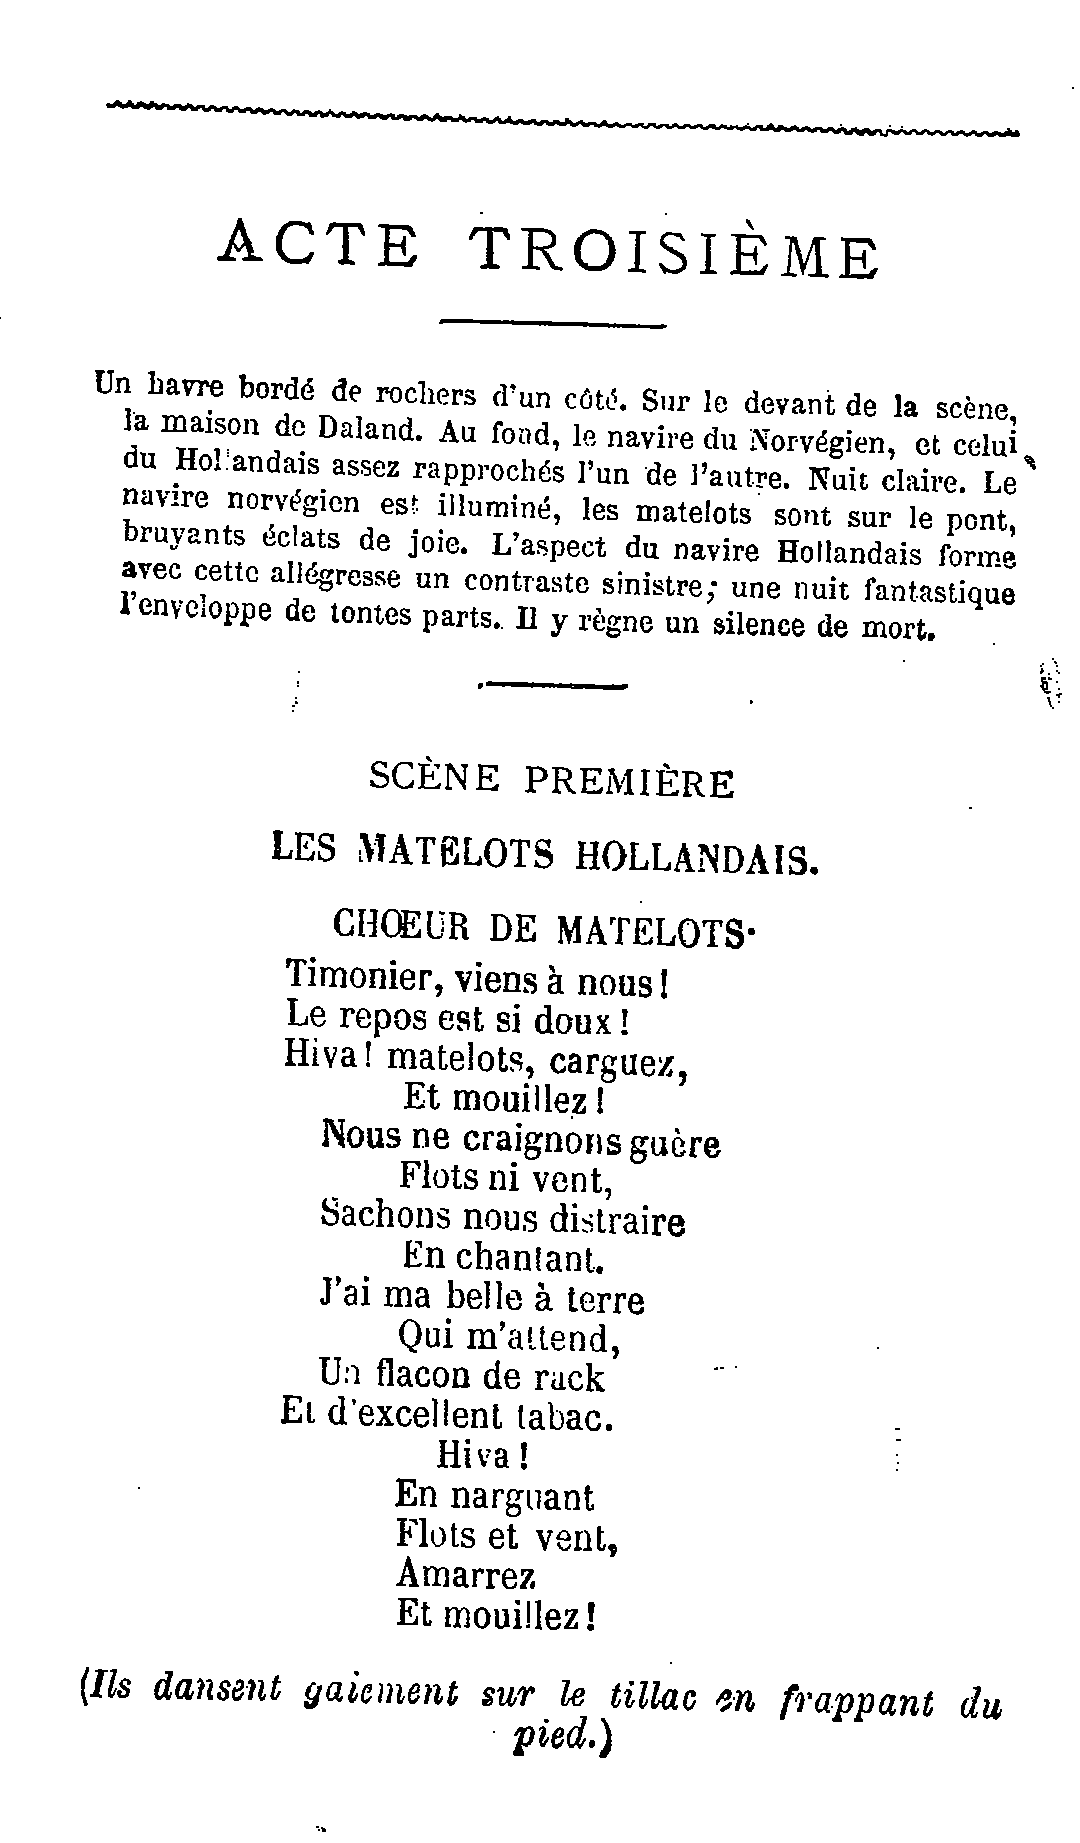 ACTE TROISIÈME
Un havre bordé de rochers d'un côté. Sur le devant de la scène,
la maison de Daland. Au fond, le navire du Norvégien, et celui
du Hollandais assez rapprochés l'un de l'autre. Nuit claire. Le
navire norvégien est illuminé, les matelots sont sur le pont,
bruyants éclats de joie. L'aspect du navire Hollandais forme
avec cette allégresse un contraste sinistre; une nuit fantastique
l'enveloppe de tontes parts. Il y règne un silence de mort.
SCÈNE PREMIÈRE
LES MATELOTS HOLLANDAIS.
CHŒUR DE MATELOTS.
Timonier, viens à nous!
Le repos est si doux!
Hiva! matelots, carguez,
Et mouillez!
Nous ne craignons guère
Flots ni vent,
Sachons nous distraire
En chantant.
J'ai ma belle à terre
Qui m'attend,
Un flacon de rack
Et d'excellent tabac.
Hiva!
En narguant
Flots et vent,
Amarrez
Et mouillez!
(Ils dansent gaiement sur le tillac en frappant du
pied.)